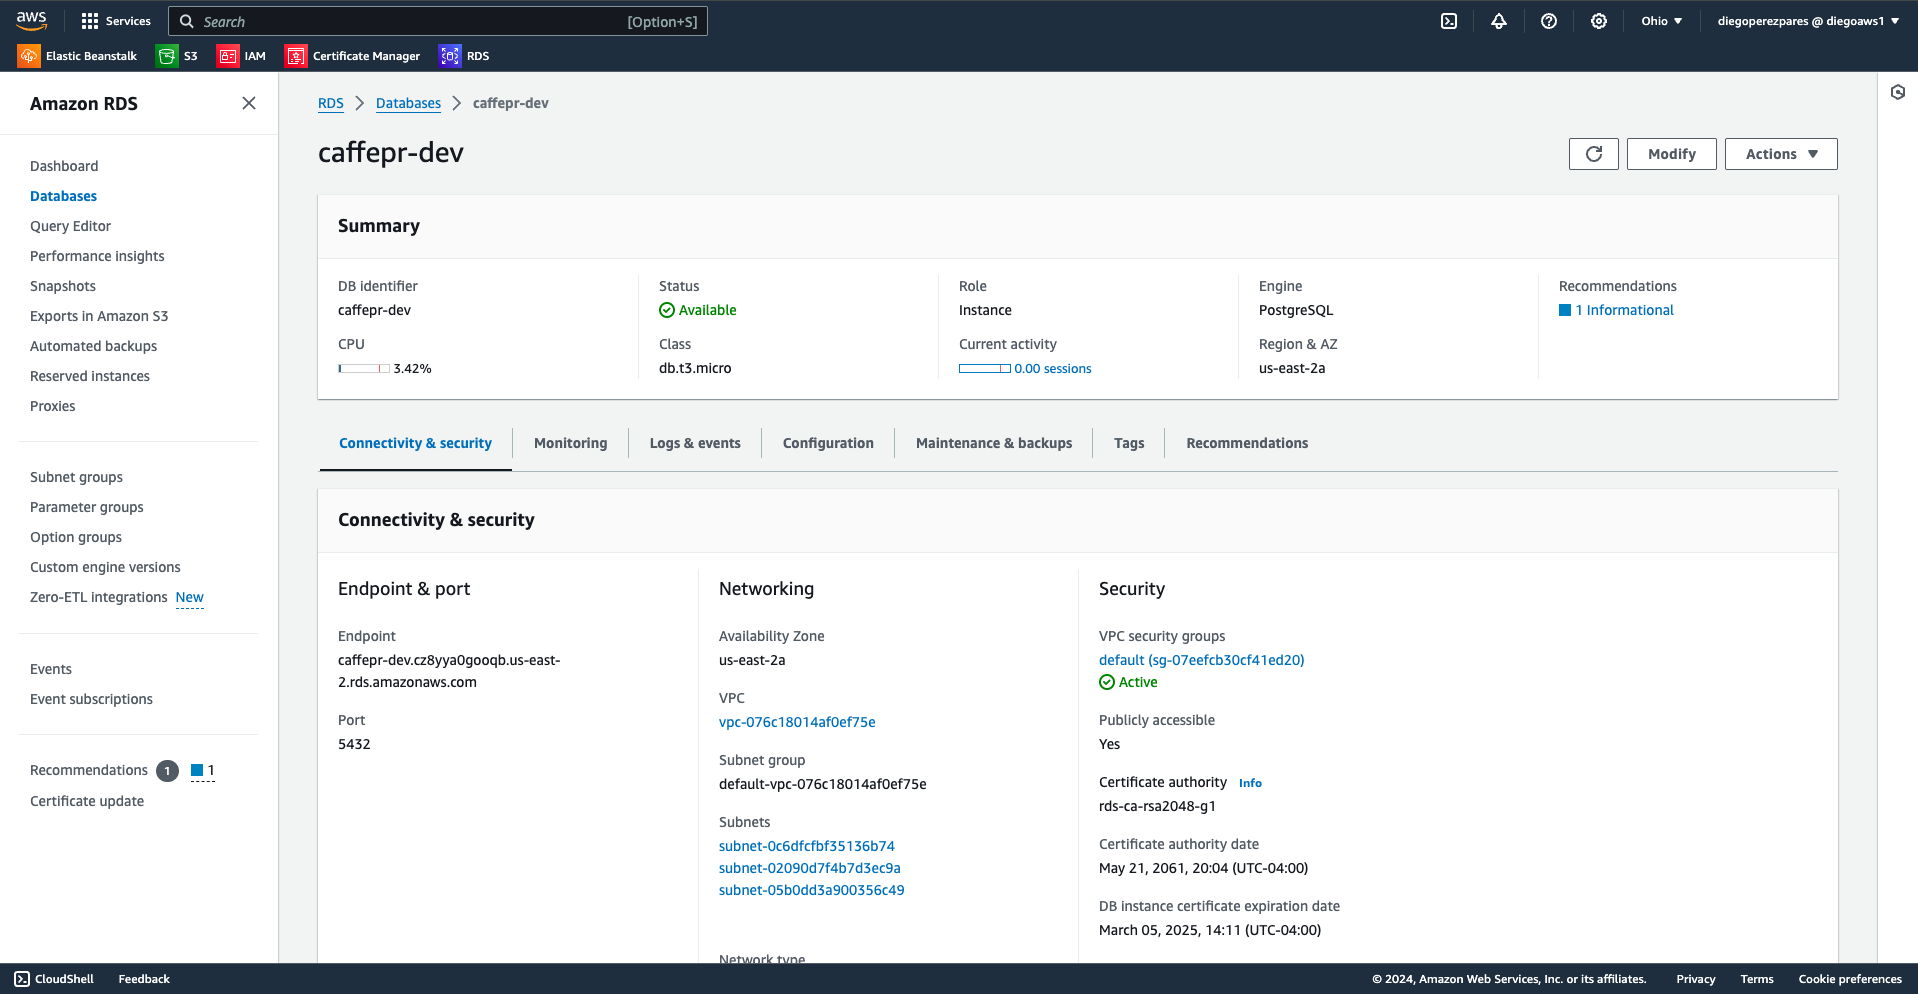 aws
Services
Search [Option+S]
Ohio
diegoperezpares @ diegoaws1
Elastic Beanstalk
S3
IAM
Certificate Manager
RDS
Amazon RDS
Dashboard
Databases
Query Editor
Performance insights
Snapshots
Exports in Amazon S3
Automated backups
Reserved instances
Proxies
Subnet groups
Parameter groups
Option groups
Custom engine versions
Zero-ETL integrations New
Events
Event subscriptions
Recommendations 1 1
Certificate update
RDS
Databases
caffepr-dev
caffepr-dev
Modify
Actions
Summary
DB identifier
caffepr-dev
CPU
3.42%
Status
Available
Class
db.t3.micro
Role
Instance
Current activity
0.00 sessions
Engine
PostgreSQL
Region & AZ
us-east-2a
Recommendations
1 Informational
Connectivity & security
Monitoring
Logs & events
Configuration
Maintenance & backups
Tags
Recommendations
Connectivity & security
Endpoint & port
Endpoint
caffepr-dev.cz8yya0gooqb.us-east-
2.rds.amazonaws.com
Port
5432
Networking
Availability Zone
us-east-2a
VPC
vpc-076c18014af0ef75e
Subnet group
default-vpc-076c18014af0ef75e
Subnets
subnet-0c6dfcfbf35136b74
subnet-02090d7f4b7d3ec9a
subnet-05b0dd3a900356c49
Network type
Security
VPC security groups
default (sg-07eefcb30cf41ed20)
Active
Publicly accessible
Yes
Certificate authority Info
rds-ca-rsa2048-g1
Certificate authority date
May 21, 2061, 20:04 (UTC-04:00)
DB instance certificate expiration date
March 05, 2025, 14:11 (UTC-04:00)
CloudShell
Feedback
© 2024, Amazon Web Services, Inc. or its affiliates.
Privacy
Terms
Cookie preferences